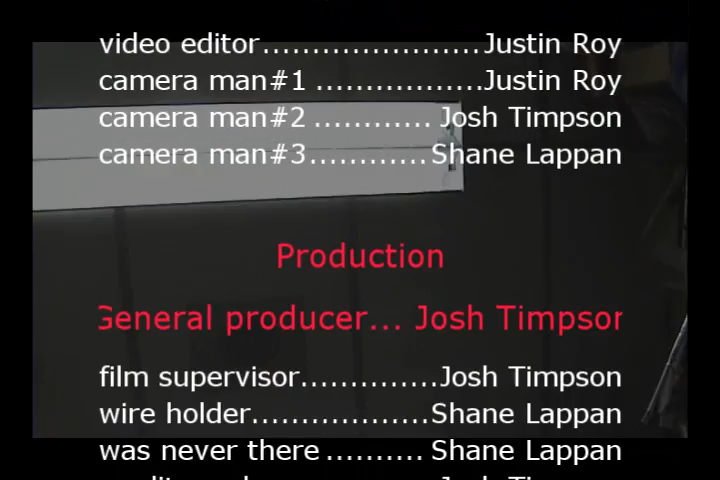 video editor......................Justin Roy
camera man#1 .................Justin Roy
camera man#2 ............ Josh Timpson
camera man#3............Shane Lappan
Production
General producer... Josh Timpson
film supervisor..............Josh Timpson
wire holder..................Shane Lappan
was never there .......... Shane Lappan